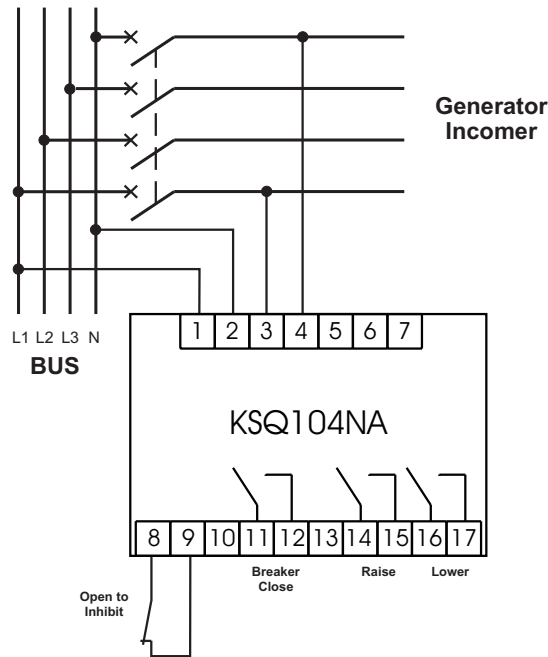 Generator
Incomer
L1 L2 L3 N
BUS
1 2 3 4 5 6 7
KSQ104NA
8 9 10 11 12 13 14 15 16 17
Breaker
Close
Raise
Lower
Open to
Inhibit